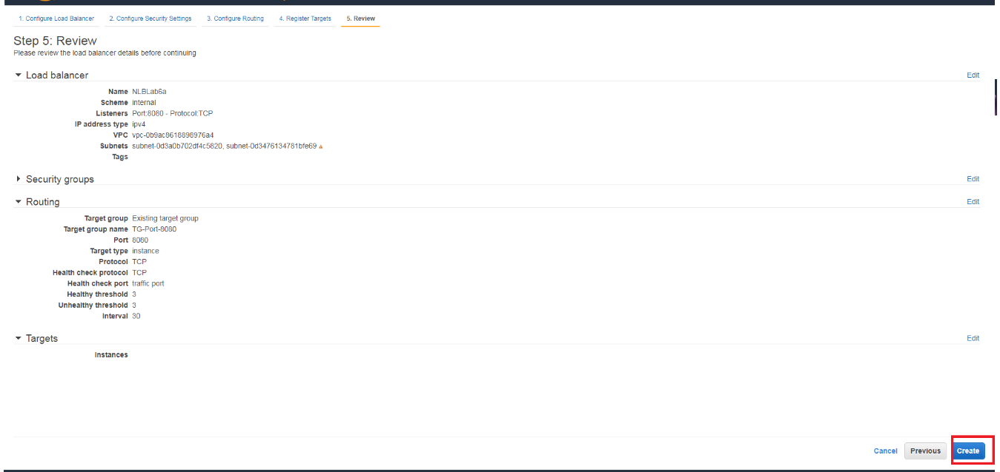 1. Configure Load Balancer 2. Configure Security Settings 3. Configure Routing 4. Register Targets 5. Review
Step 5: Review
Please review the load balancer details before continuing
Load balancer Edit
Name NLBLab6a
Scheme internal
Listeners Port:8080 - Protocol:TCP
IP address type ipv4
VPC vpc-0b9ac8618898976a4
Subnets subnet-0d3a0b702df4c5820, subnet-0d3476134781bfe69
Tags
Security groups Edit
Routing Edit
Target group Existing target group
Target group name TG-Port-8080
Port 8080
Target type instance
Protocol TCP
Health check protocol TCP
Health check port traffic port
Healthy threshold 3
Unhealthy threshold 3
Interval 30
Targets Edit
Instances
Cancel Previous Create